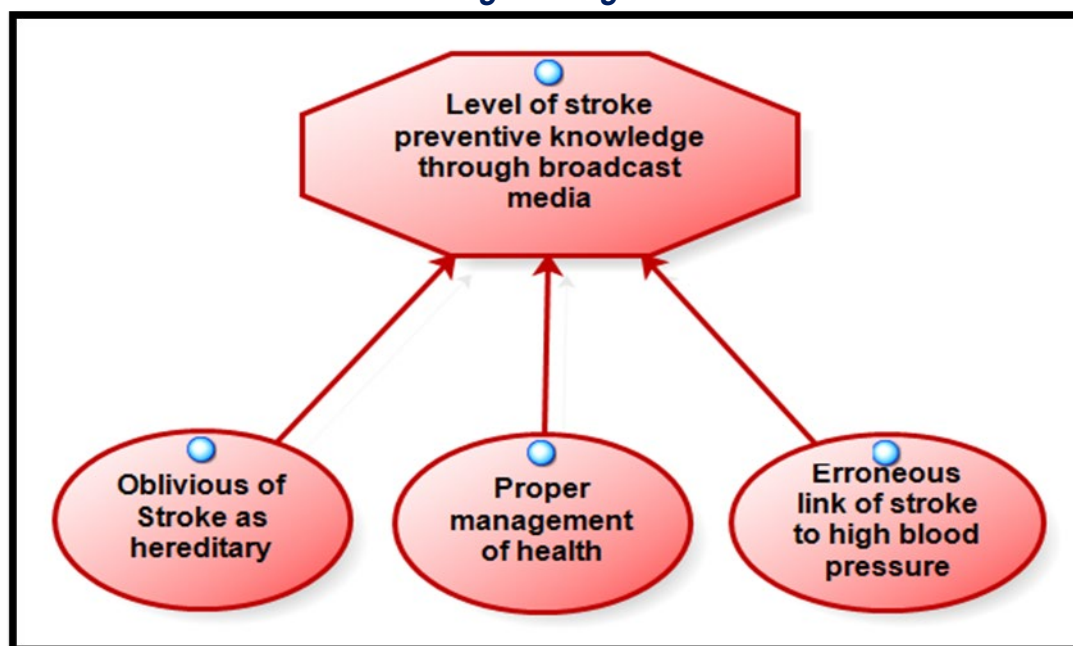 Level of stroke
preventive knowledge
through broadcast
media
Oblivious of
Stroke as
hereditary
Proper
management
of health
Erroneous
link of stroke
to high blood
pressure